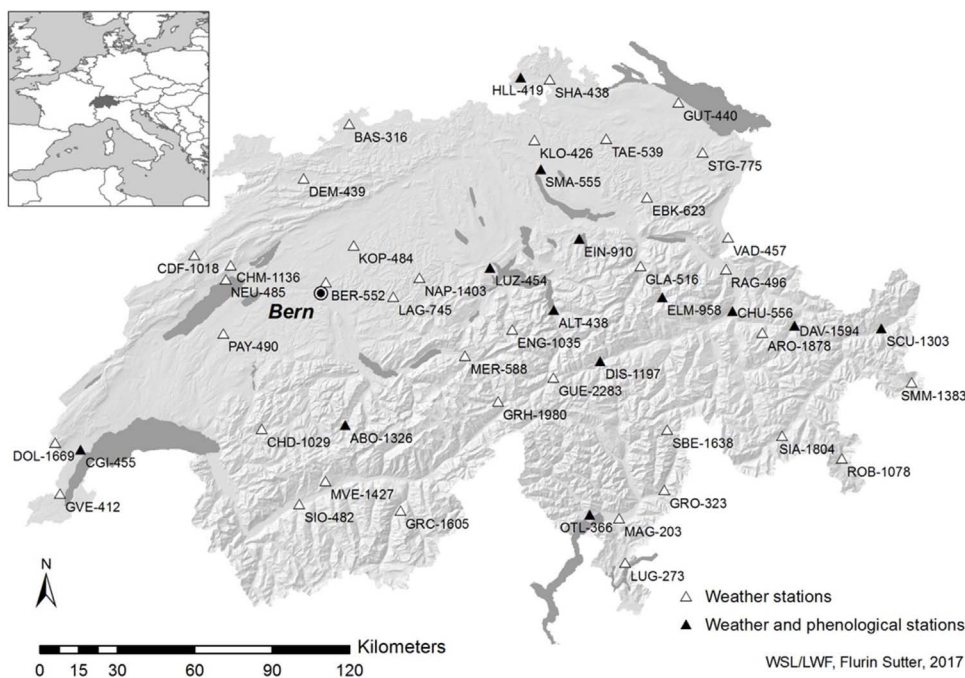 HLL-419
SHA-438
GUT-440
BAS-316
KLO-426
TAE-539
STG-775
SMA-555
DEM-439
EBK-623
VAD-457
EIN-910
KOP-484
CDF-1018
CHM-1136
GLA-516
LUZ-454
RAG-496
NEU-485
NAP-1403
BER-552
Bern
LAG-745
ELM-958
CHU-556
ALT-438
DAV-1594
PAY-490
ENG-1035
ARO-1878
SCU-1303
MER-588
DIS-1197
GUE-2283
SMM-1383
GRH-1980
CHD-1029
ABO-1326
SBE-1638
SIA-1804
DOL-1669
CGI-455
ROB-1078
MVE-1427
GVE-412
GRO-323
SIO-482
GRC-1605
OTL-366
MAG-203
LUG-273
N
Weather stations
Weather and phenological stations
Kilometers
0 15 30 60 90 120
WSL/LWF, Flurin Sutter, 2017